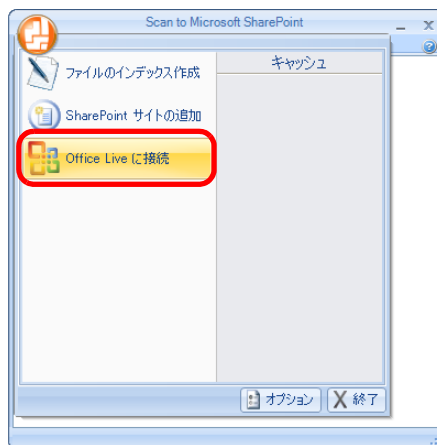 Scan to Microsoft SharePoint
ファイルのインデックス作成
キャッシュ
SharePoint サイトの追加
Office Live に接続
オプション
終了